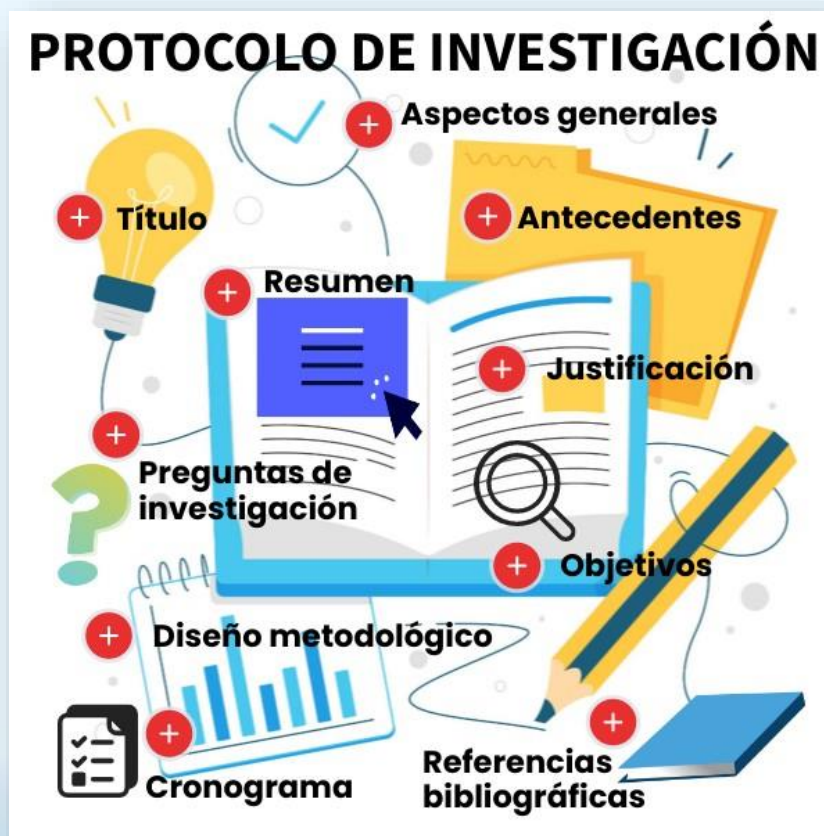 PROTOCOLO DE INVESTIGACIÓN
Aspectos generales
Título
Antecedentes
Resumen
Justificación
Preguntas de
investigación
Objetivos
Diseño metodológico
Cronograma
Referencias
bibliográficas